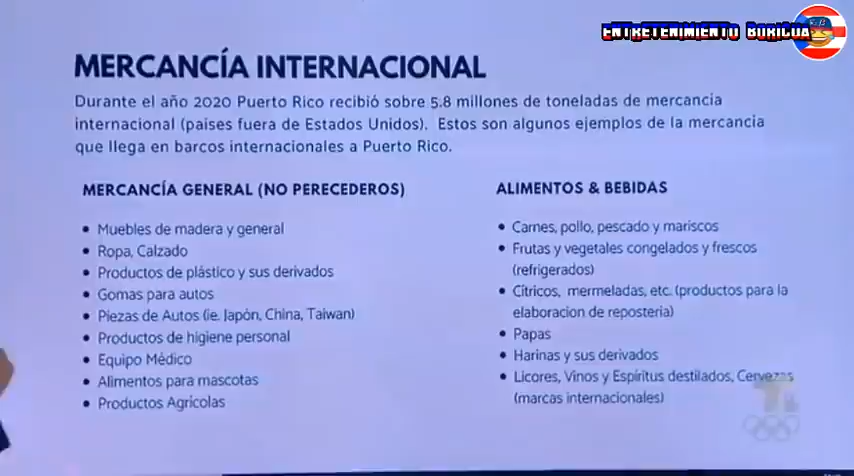 ENTRETENIMIENTO BORICUA
MERCANCÍA INTERNACIONAL
Durante el año 2020 Puerto Rico recibió sobre 5.8 millones de toneladas de mercancia
internacional (paises fuera de Estados Unidos). Estos son algunos ejemplos de la mercancia
que llega en barcos internacionales a Puerto Rico.
MERCANCÍA GENERAL (NO PERECEDEROS)
• Muebles de madera y general
• Ropa, Calzado
• Productos de plástico y sus derivados
• Gomas para autos
• Piezas de Autos (ie. Japón, China, Taiwan)
• Productos de higiene personal
• Equipo Médico
• Alimentos para mascotas
• Productos Agrícolas
ALIMENTOS & BEBIDAS
• Carnes, pollo, pescado y mariscos
• Frutas y vegetales congelados y frescos
(refrigerados)
• Cítricos, mermeladas, etc. (productos para la
elaboracion de reposteria)
• Papas
• Harinas y sus derivados
• Licores, Vinos y Espíritus destilados, Cervezas
(marcas internacionales)